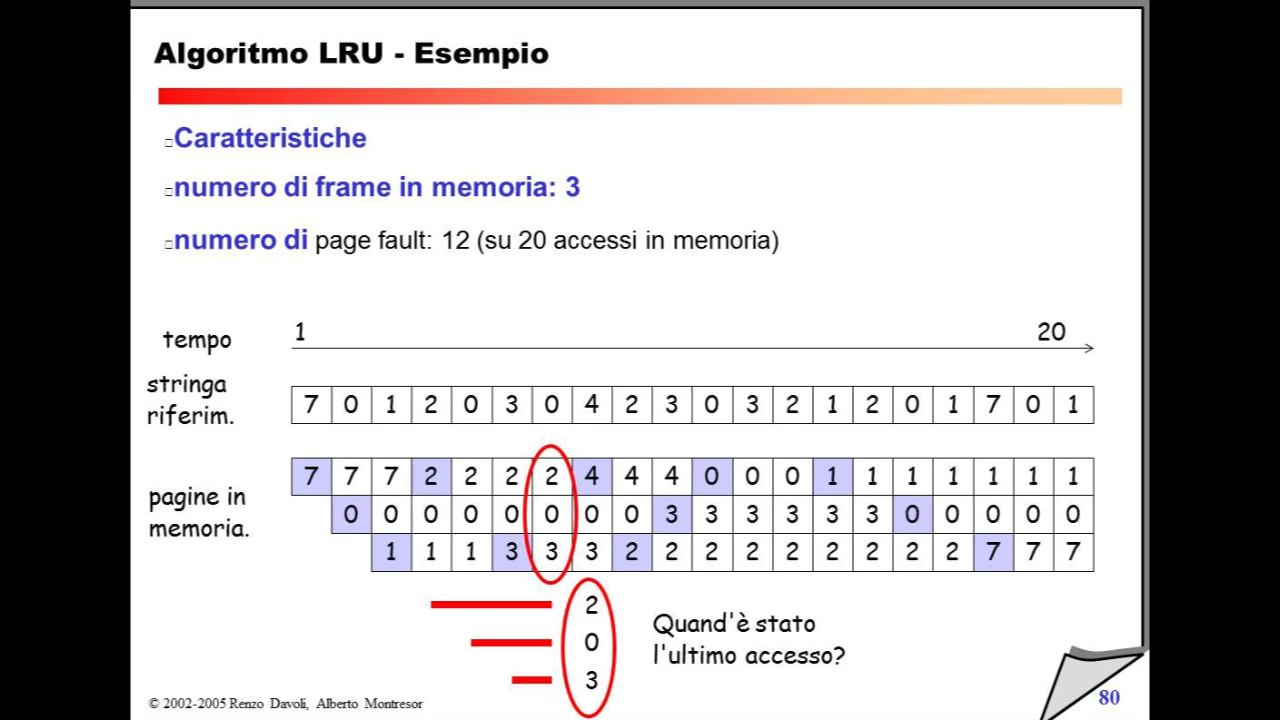 Algoritmo LRU - Esempio
Caratteristiche
numero di frame in memoria: 3
numero di page fault: 12 (su 20 accessi in memoria)
tempo
1 20
stringa
riferim.
7 0 1 2 0 3 0 4 2 3 0 3 2 1 2 0 1 7 0 1
pagine in
memoria.
7 7 7 2 2 2 2 4 4 4 0 0 0 1 1 1 1 1 1 1
0 0 0 0 0 0 0 0 3 3 3 3 3 3 0 0 0 0 0
1 1 1 3 3 3 2 2 2 2 2 2 2 2 2 7 7 7
2
0
3
Quand'è stato
l'ultimo accesso?
© 2002-2005 Renzo Davoli, Alberto Montresor
80